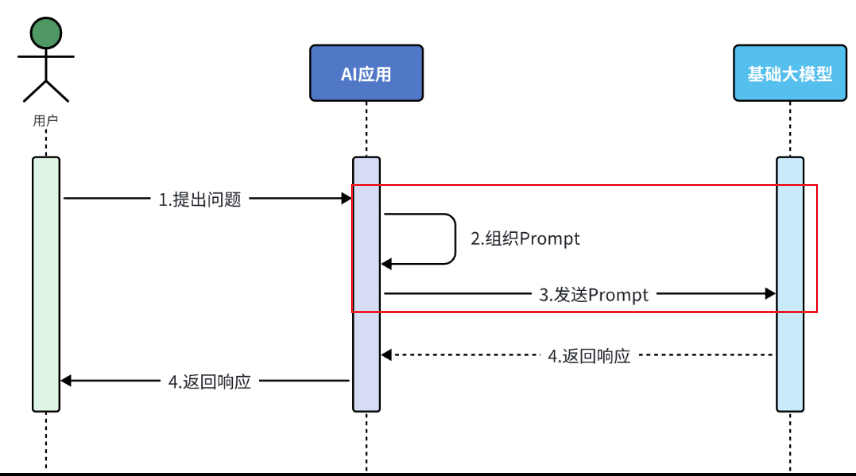 AI应用
基础大模型
用户
1.提出问题
2.组织Prompt
3.发送Prompt
4.返回响应
4.返回响应